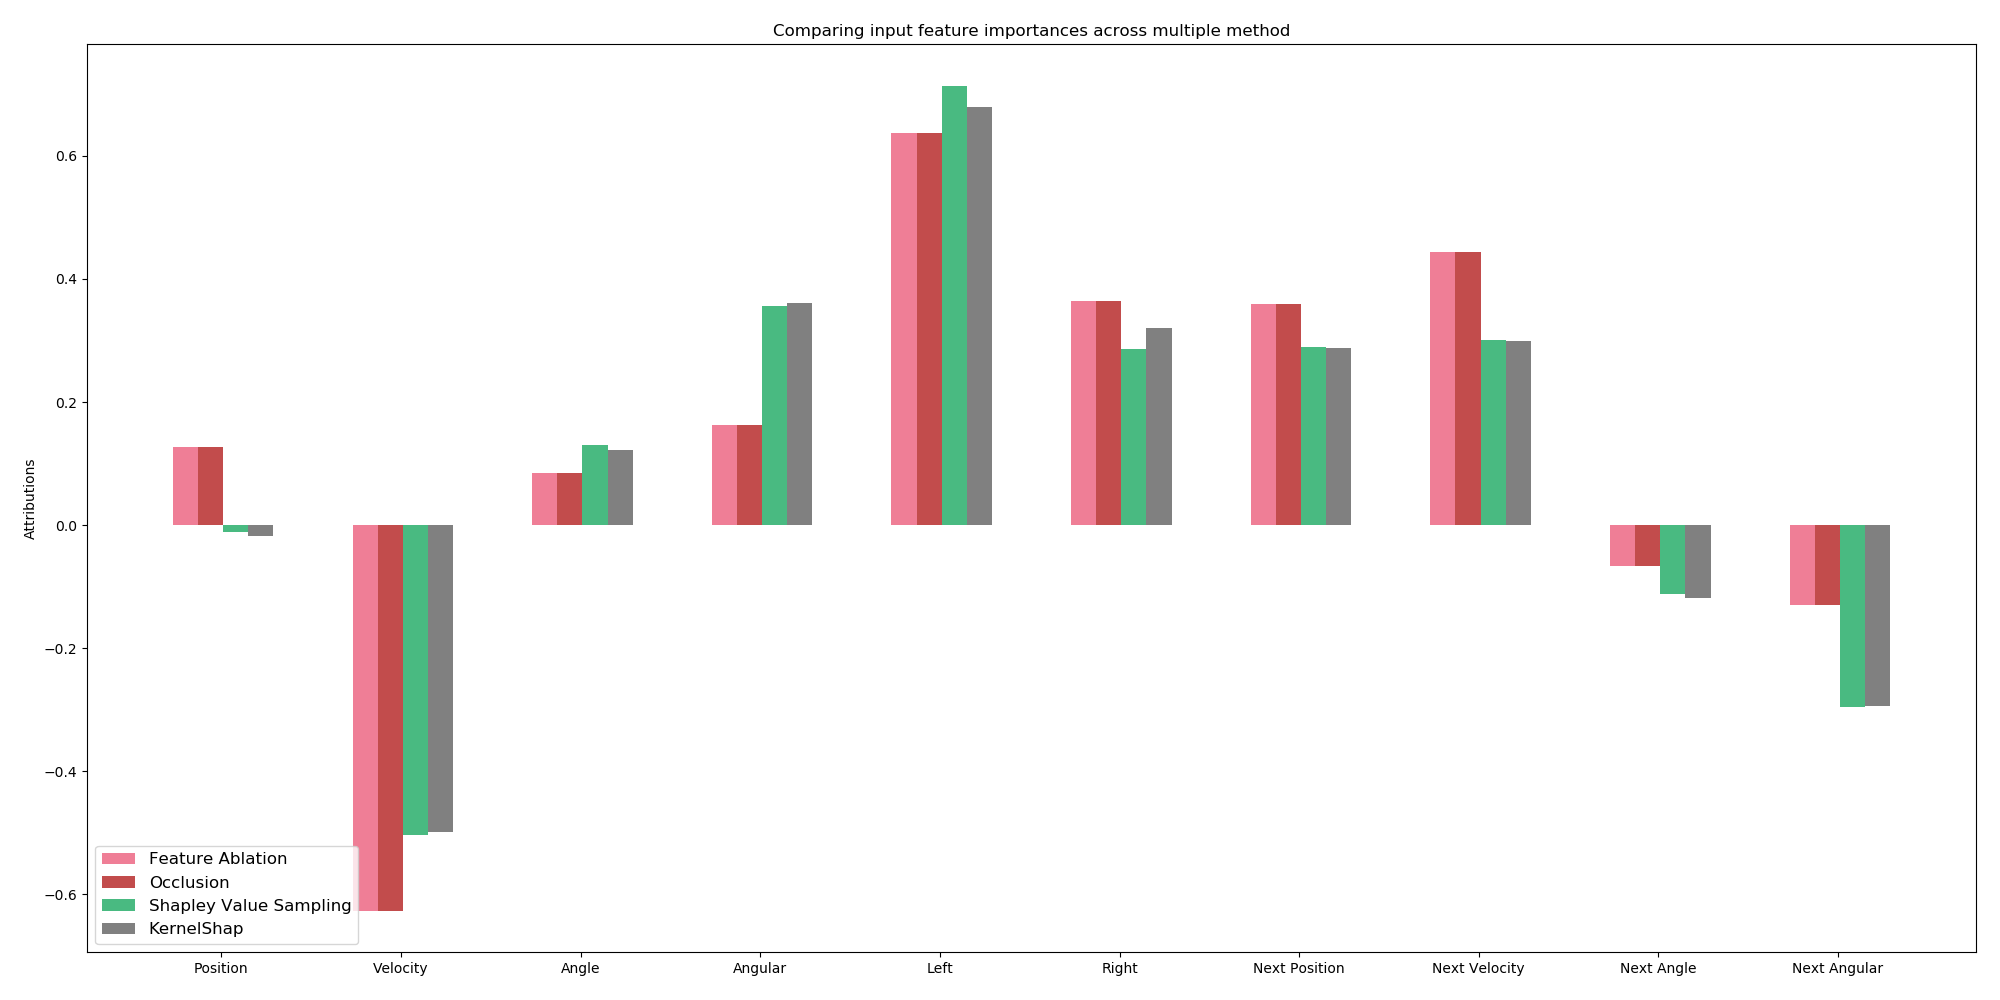 Comparing input feature importances across multiple method
Attributions
0.6
0.4
0.2
0.0
−0.2
−0.4
−0.6
Feature Ablation
Occlusion
Shapley Value Sampling
KernelShap
Position Velocity Angle Angular Left Right Next Position Next Velocity Next Angle Next Angular